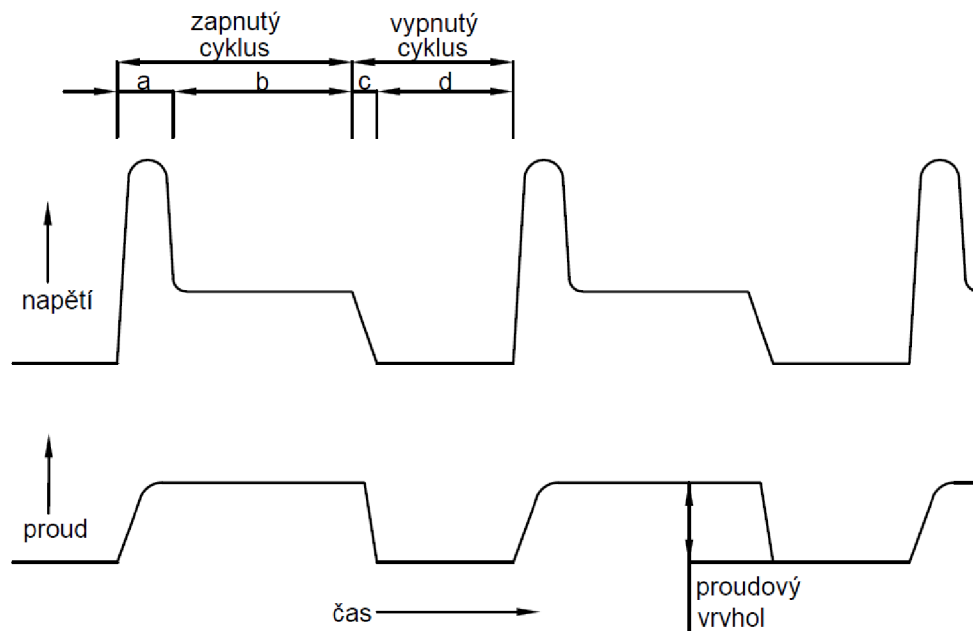 zapnutý
cyklus
vypnutý
cyklus
a
b
c
d
napětí
proud
čas
proudový
vrvhol